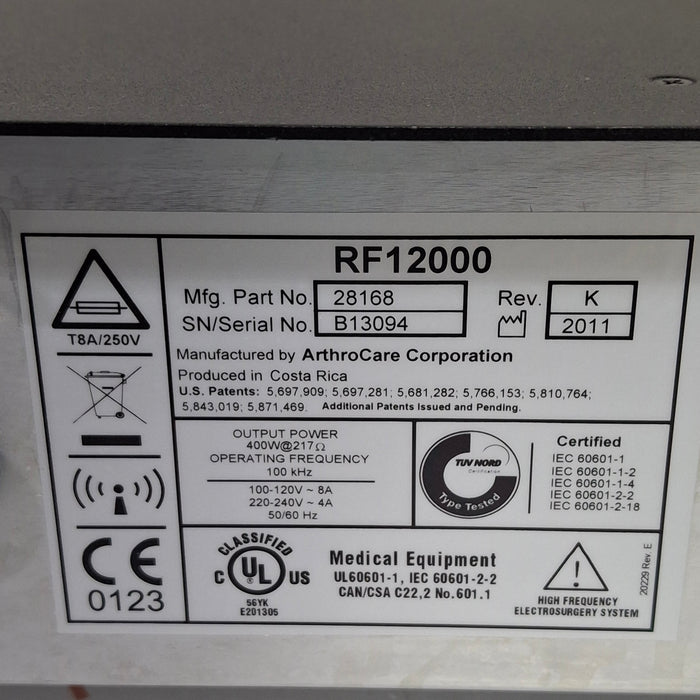 RF12000
Mfg. Part No. 28168 Rev. K
SN/Serial No. B13094 2011
T8A/250V
Manufactured by ArthroCare Corporation
Produced in Costa Rica
U.S. Patents: 5,697,909; 5,697,281; 5,681,282; 5,766,153; 5,810,764;
5,843,019; 5,871,469. Additional Patents Issued and Pending.
OUTPUT POWER
400W@217Ω
OPERATING FREQUENCY
100 kHz
100-120V ~ 8A
220-240V ~ 4A
50/60 Hz
TUV NORD
Certification
Type Tested
Certified
IEC 60601-1
IEC 60601-1-2
IEC 60601-1-4
IEC 60601-2-2
IEC 60601-2-18
CE
0123
CLASSIFIED
C UL US
56YK
E201305
Medical Equipment
UL60601-1, IEC 60601-2-2
CAN/CSA C22,2 No.601.1
HIGH FREQUENCY
ELECTROSURGERY SYSTEM
20229 Rev. E